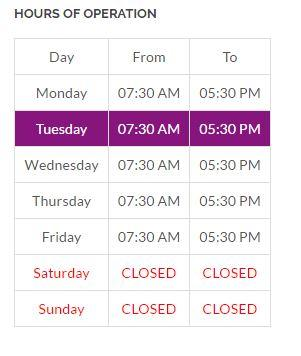 HOURS OF OPERATION
Day From To
Monday 07:30 AM 05:30 PM
Tuesday 07:30 AM 05:30 PM
Wednesday 07:30 AM 05:30 PM
Thursday 07:30 AM 05:30 PM
Friday 07:30 AM 05:30 PM
Saturday CLOSED CLOSED
Sunday CLOSED CLOSED